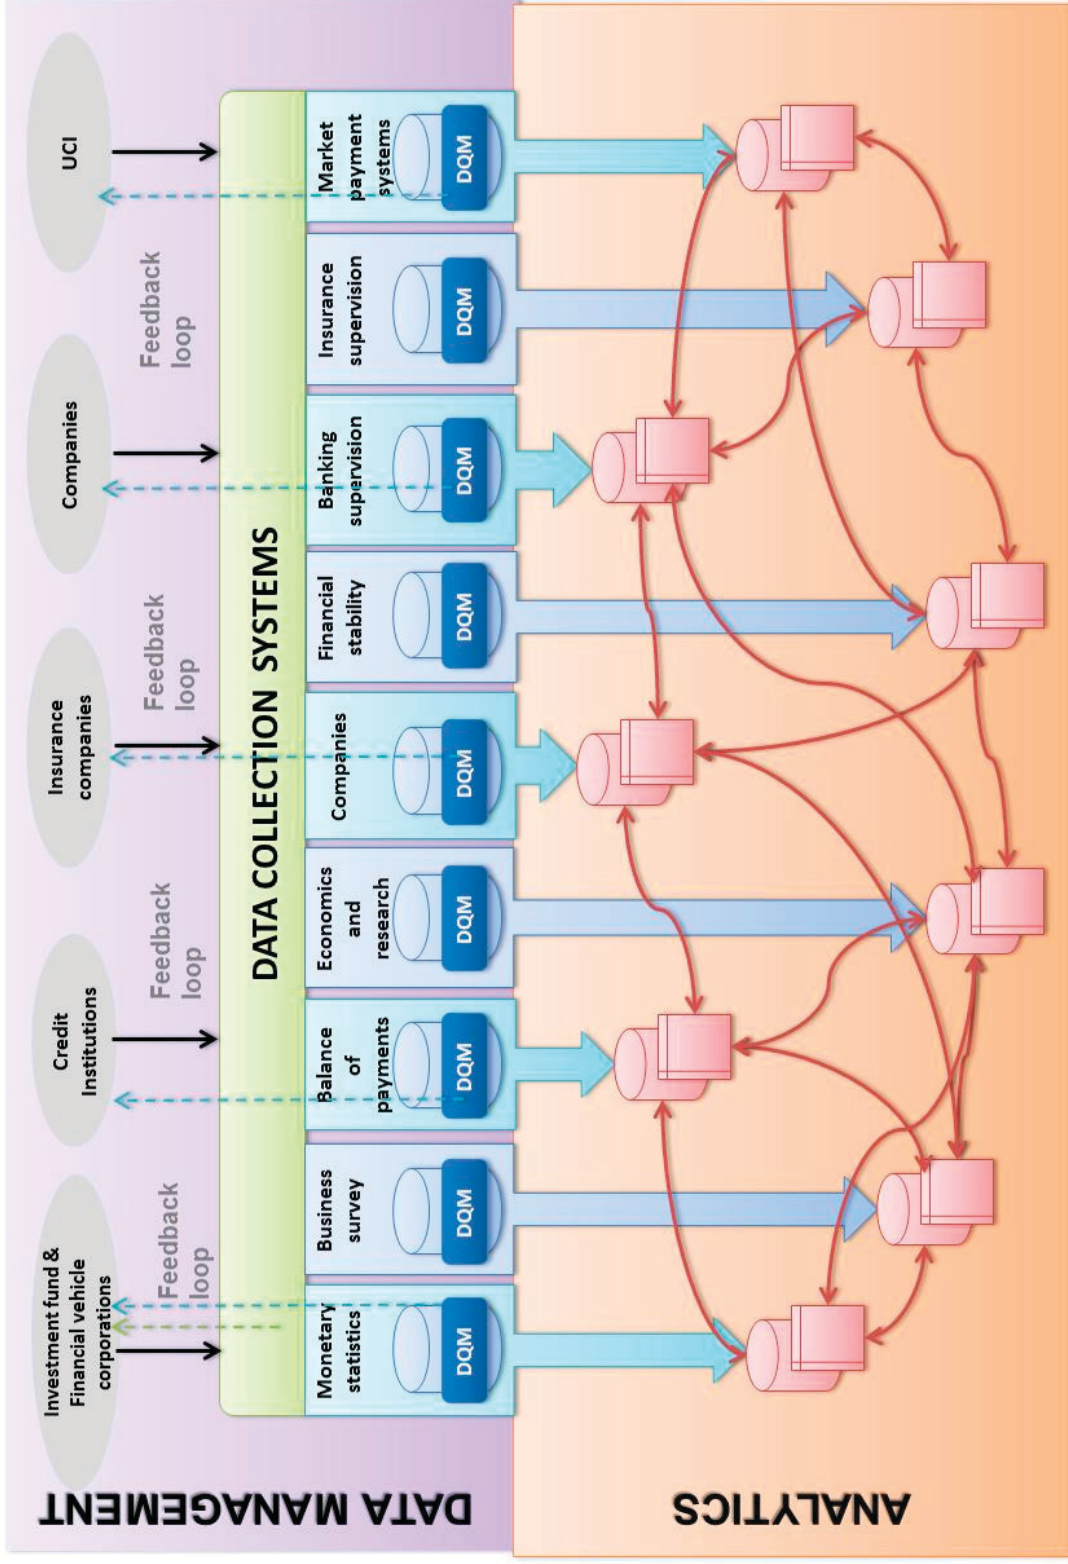 DATA MANAGEMENT
Investment fund &
Financial vehicle
corporations
Credit
Institutions
Insurance
companies
Companies
UCI
Feedback
loop
Feedback
loop
Feedback
loop
Feedback
loop
DATA COLLECTION SYSTEMS
Monetary
statistics
DQM
Business
survey
DQM
Balance
of
payments
DQM
Economics
and
research
DQM
Companies
DQM
Financial
stability
DQM
Banking
supervision
DQM
Insurance
supervision
DQM
Market
payment
systems
DQM
ANALYTICS